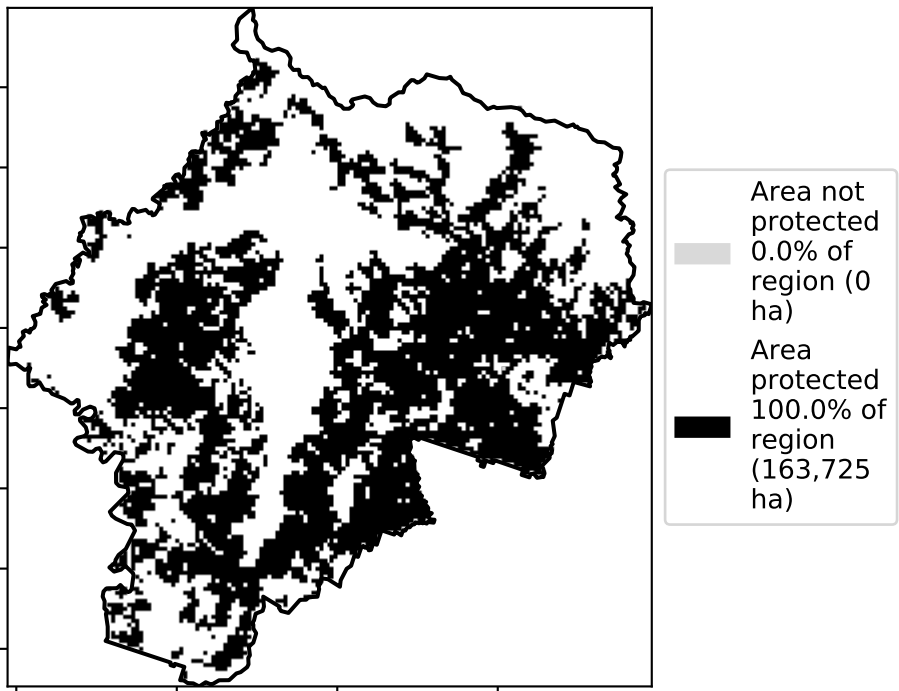 Area not
protected
0.0% of
region (0
ha)
Area
protected
100.0% of
region
(163,725
ha)